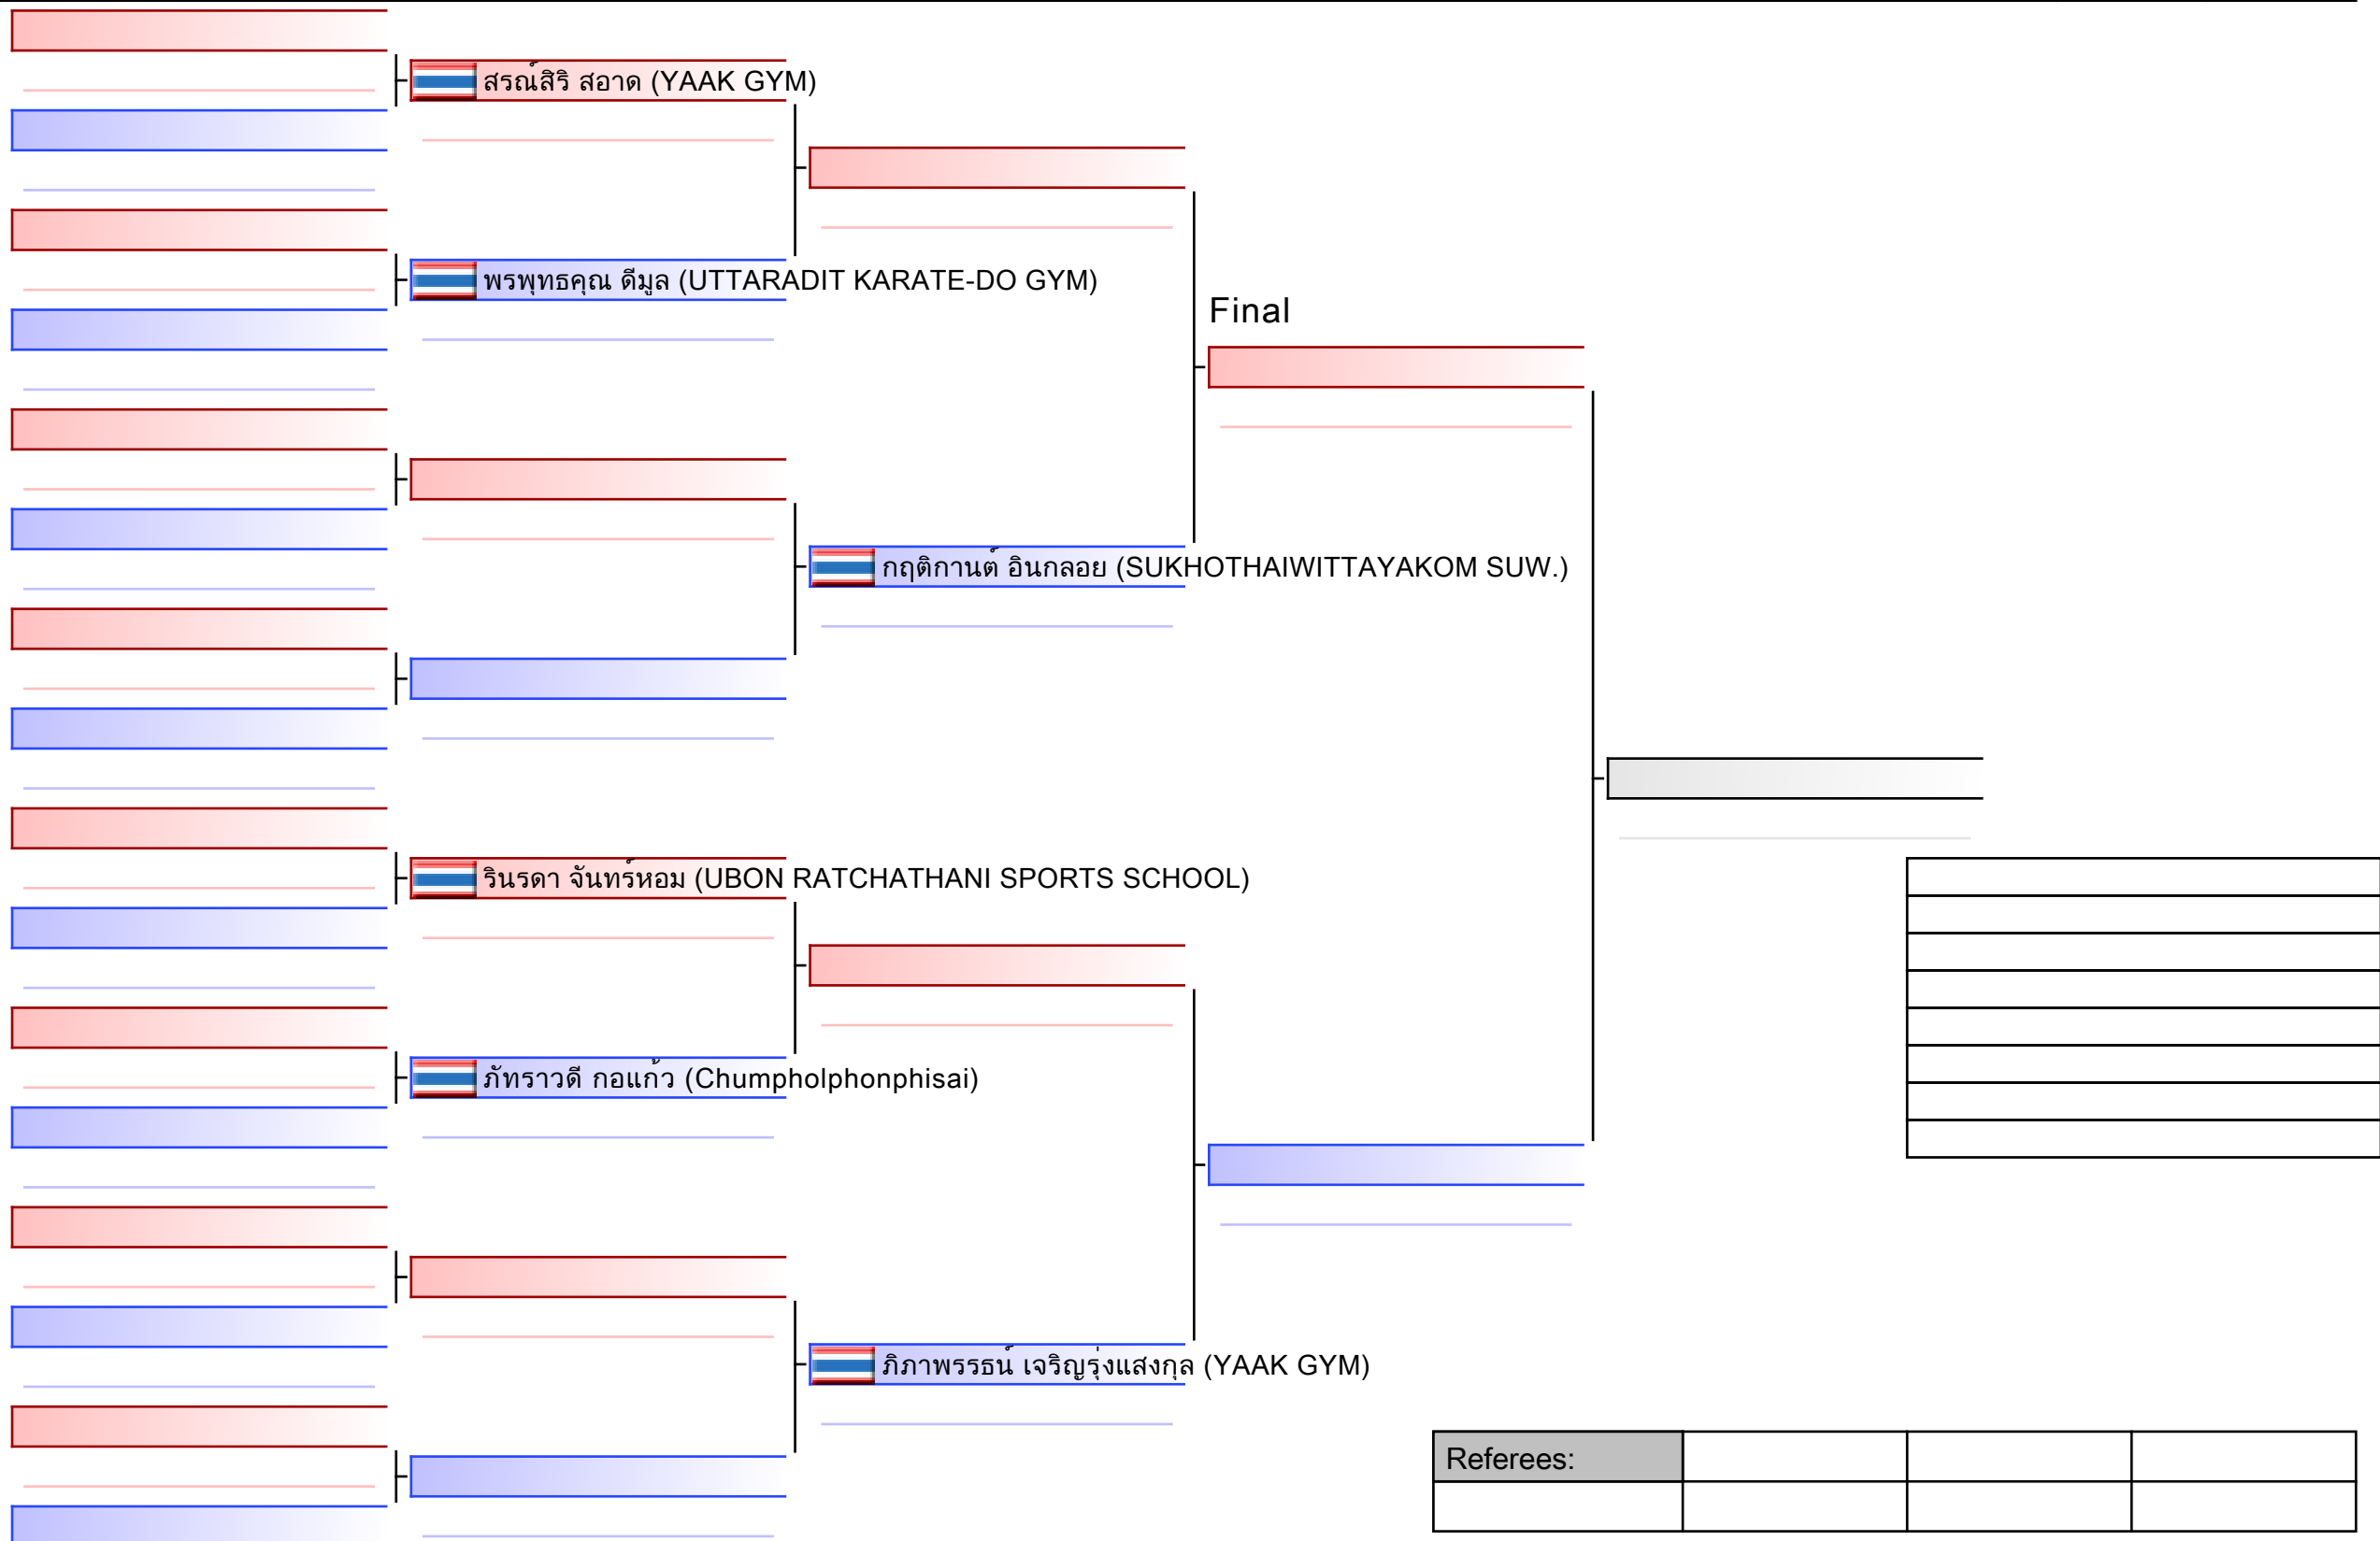 สรณ์สิริ สอาด (YAAK GYM)
พรพุทธคุณ ดีมูล (UTTARADIT KARATE-DO GYM)
Final
กฤติกานต์ อินกลอย (SUKHOTHAIWITTAYAKOM SUW.)
รินรดา จันทร์หอม (UBON RATCHATHANI SPORTS SCHOOL)
ภัทราวดี กอแก้ว (Chumpholphonphisai)
ภิภาพรรธน์ เจริญรุ่งแสงกุล (YAAK GYM)
Referees: